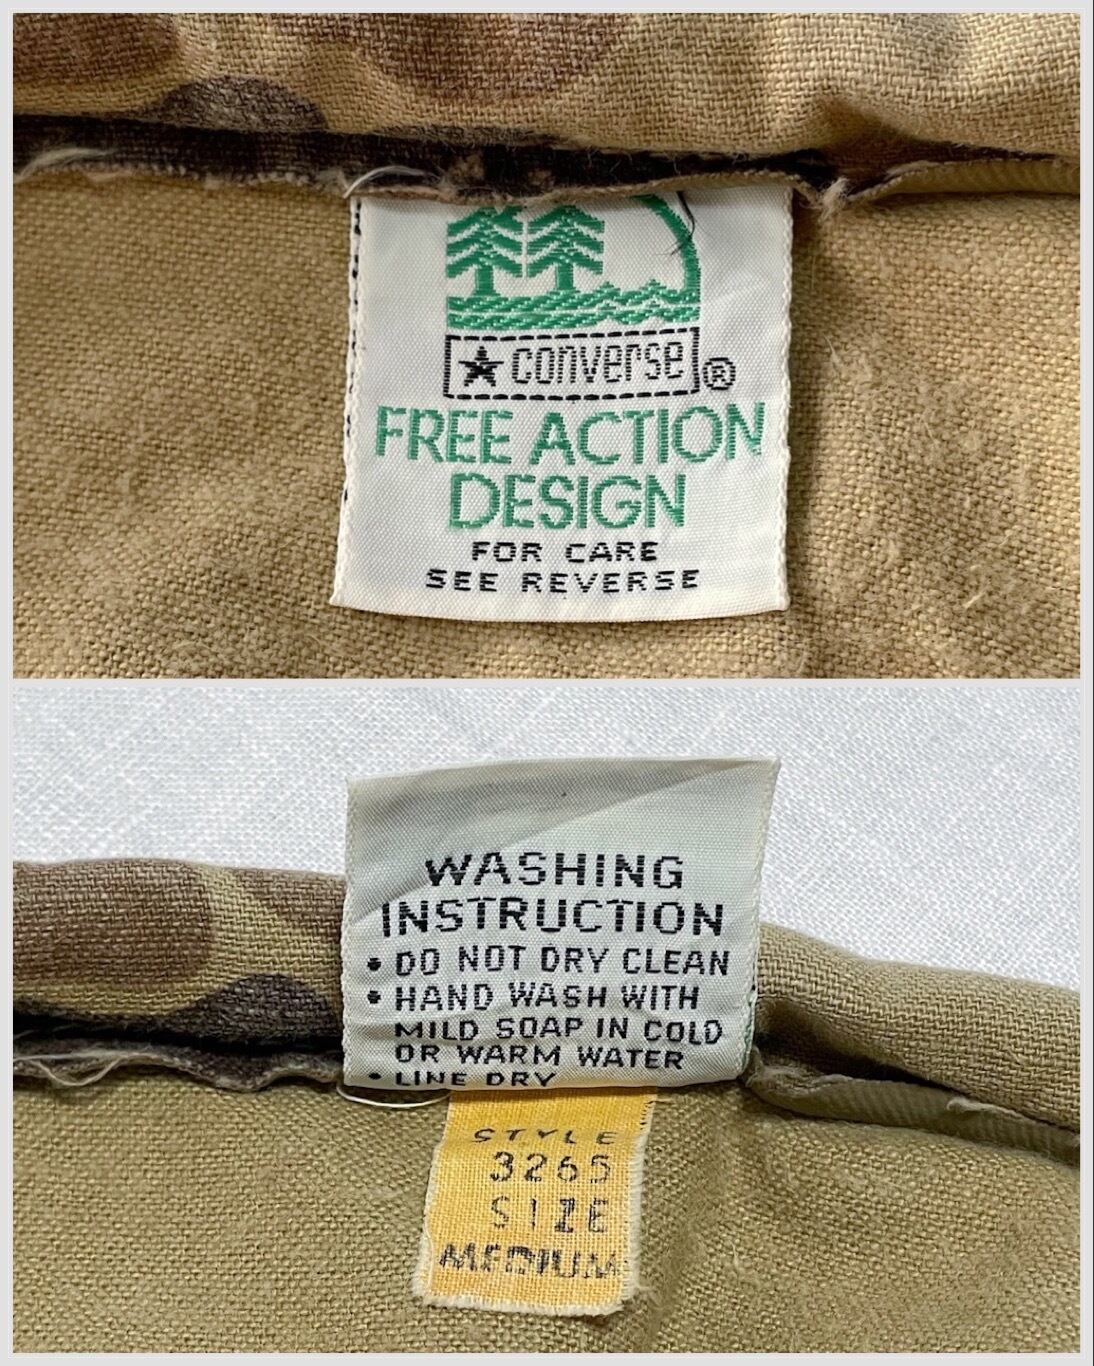 ★ converse ®
FREE ACTION
DESIGN
FOR CARE
SEE REVERSE
WASHING
INSTRUCTION
• DO NOT DRY CLEAN
• HAND WASH WITH
MILD SOAP IN COLD
OR WARM WATER
• LINE DRY
STYLE
3265
SIZE
MEDIUM